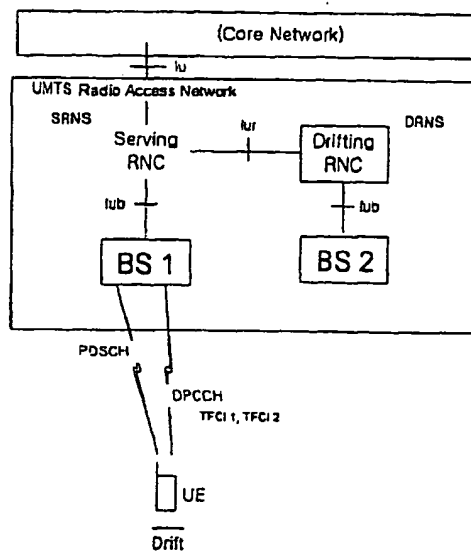 (Core Network)
Iu
UMTS Radio Access Network
SRNS
DRNS
Serving
RNC
Iur
Drifting
RNC
Iub
Iub
BS 1
BS 2
PDSCH
DPCCH
TFCI 1, TFCI 2
UE
Drift